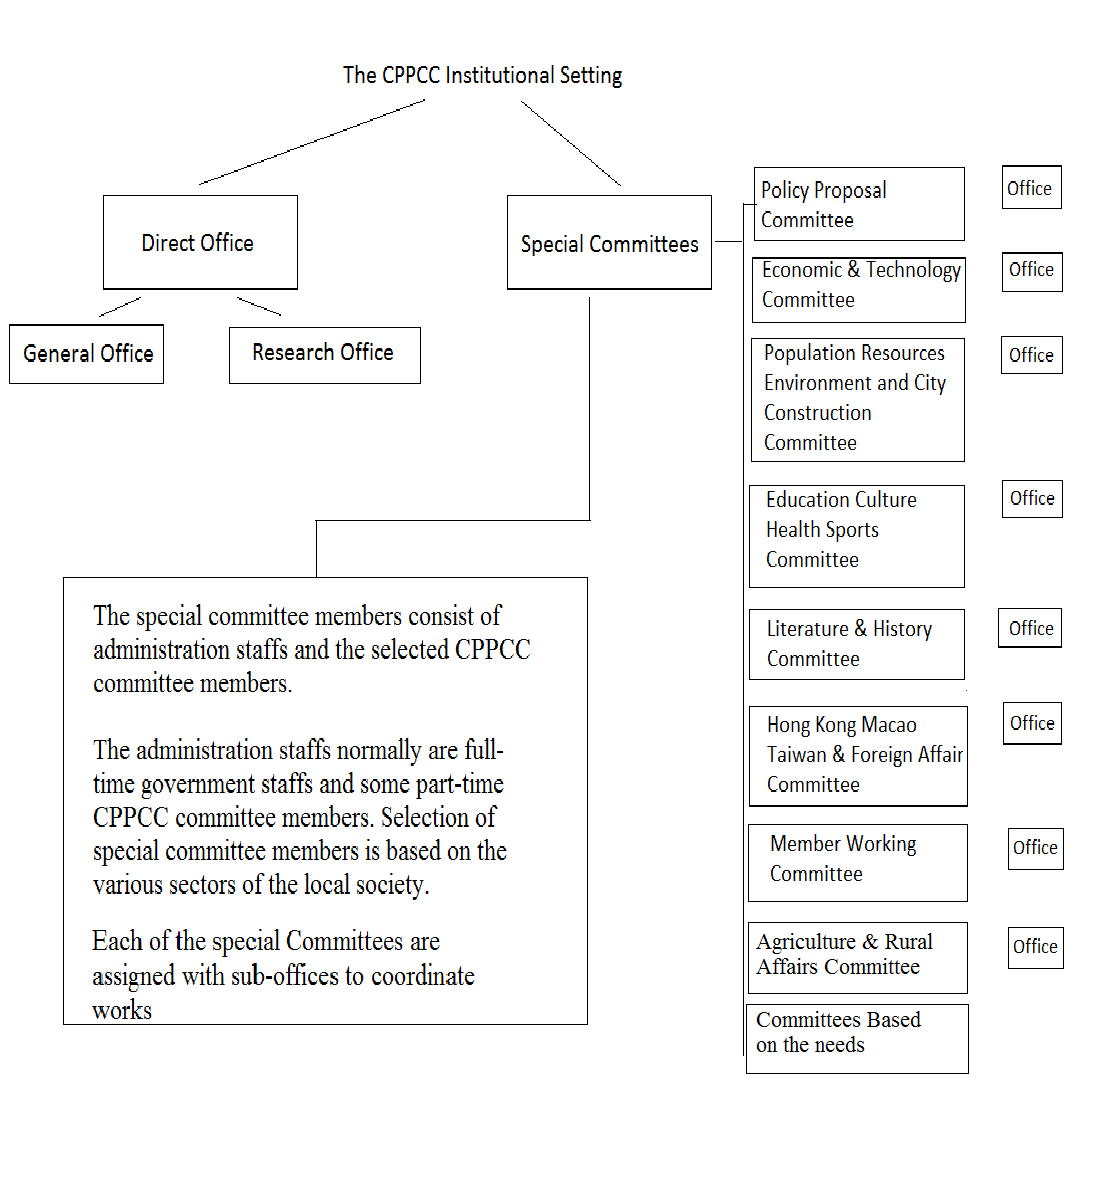 The CPPCC Institutional Setting
Direct Office
General Office
Research Office
Special Committees
Policy Proposal
Committee
Office
Economic & Technology
Committee
Office
Population Resources
Environment and City
Construction
Committee
Office
Education Culture
Health Sports
Committee
Office
Literature & History
Committee
Office
Hong Kong Macao
Taiwan & Foreign Affair
Committee
Office
Member Working
Committee
Office
Agriculture & Rural
Affairs Committee
Office
Committees Based
on the needs
The special committee members consist of
administration staffs and the selected CPPCC
committee members.
The administration staffs normally are full-
time government staffs and some part-time
CPPCC committee members. Selection of
special committee members is based on the
various sectors of the local society.
Each of the special Committees are
assigned with sub-offices to coordinate
works